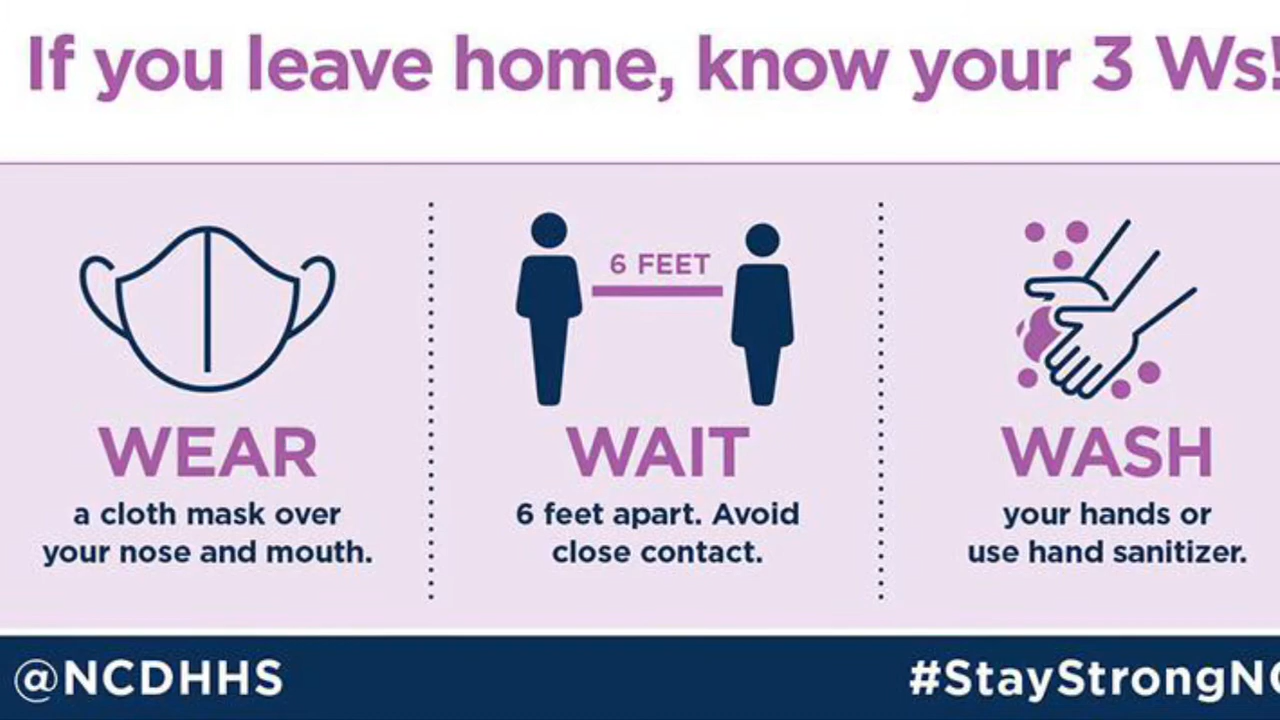 If you leave home, know your 3 Ws!
6 FEET
WEAR
a cloth mask over
your nose and mouth.
WAIT
6 feet apart. Avoid
close contact.
WASH
your hands or
use hand sanitizer.
@NCDHHS
#StayStrongNC